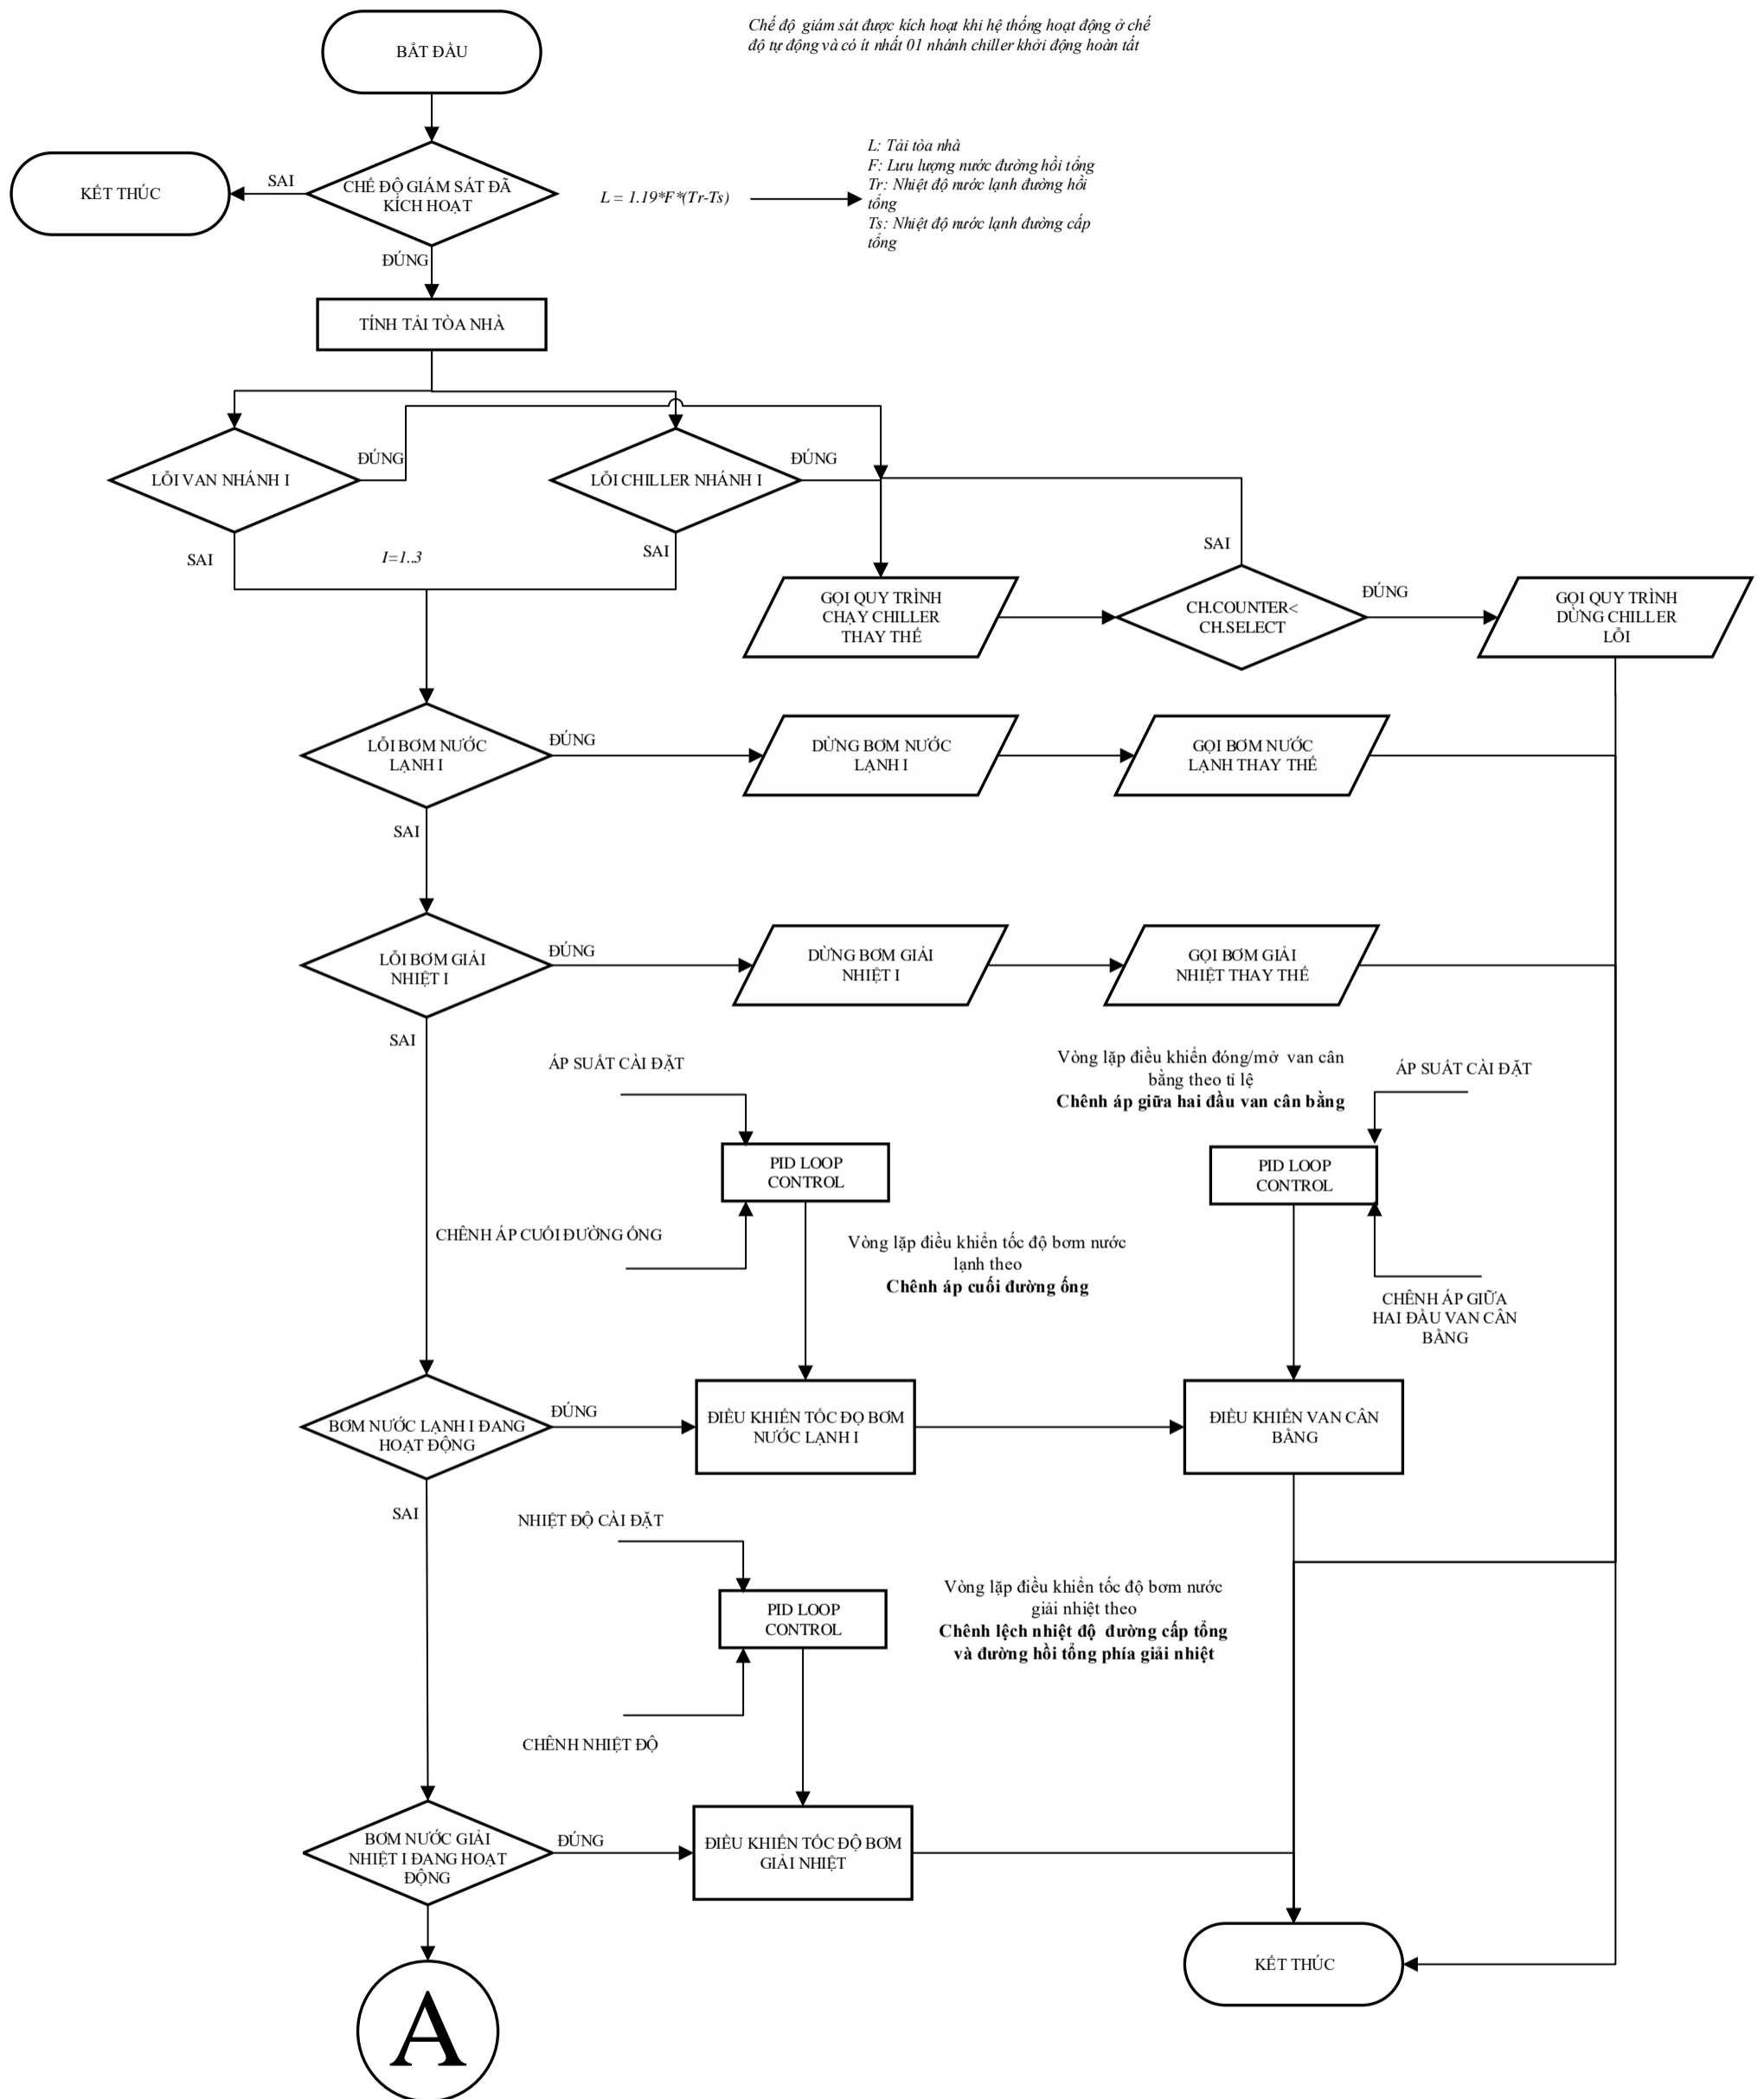 Chế độ giám sát được kích hoạt khi hệ thống hoạt động ở chế
độ tự động và có ít nhất 01 nhánh chiller khởi động hoàn tất
BẮT ĐẦU
L: Tải tòa nhà
F: Lưu lượng nước đường hồi tổng
Tr: Nhiệt độ nước lạnh đường hồi
tổng
Ts: Nhiệt độ nước lạnh đường cấp
tổng
KẾT THÚC
SAI
CHẾ ĐỘ GIÁM SÁT ĐÃ
KÍCH HOẠT
L = 1.19*F*(Tr-Ts)
ĐÚNG
TÍNH TẢI TÒA NHÀ
LỖI VAN NHÁNH I
ĐÚNG
LỖI CHILLER NHÁNH I
ĐÚNG
SAI
I=1..3
SAI
SAI
GỌI QUY TRÌNH
CHẠY CHILLER
THAY THẾ
CH.COUNTER<
CH.SELECT
ĐÚNG
GỌI QUY TRÌNH
DỪNG CHILLER
LỖI
LỖI BƠM NƯỚC
LẠNH I
ĐÚNG
DỪNG BƠM NƯỚC
LẠNH I
GỌI BƠM NƯỚC
LẠNH THAY THẾ
SAI
LỖI BƠM GIẢI
NHIỆT I
ĐÚNG
DỪNG BƠM GIẢI
NHIỆT I
GỌI BƠM GIẢI
NHIỆT THAY THẾ
SAI
ÁP SUẤT CÀI ĐẶT
Vòng lặp điều khiển đóng/mở van cân
bằng theo tỉ lệ
Chênh áp giữa hai đầu van cân bằng
ÁP SUẤT CÀI ĐẶT
PID LOOP
CONTROL
PID LOOP
CONTROL
CHÊNH ÁP CUỐI ĐƯỜNG ỐNG
Vòng lặp điều khiển tốc độ bơm nước
lạnh theo
Chênh áp cuối đường ống
CHÊNH ÁP GIỮA
HAI ĐẦU VAN CÂN
BẰNG
BƠM NƯỚC LẠNH I ĐANG
HOẠT ĐỘNG
ĐÚNG
ĐIỀU KHIỂN TỐC ĐỘ BƠM
NƯỚC LẠNH I
ĐIỀU KHIỂN VAN CÂN
BẰNG
SAI
NHIỆT ĐỘ CÀI ĐẶT
PID LOOP
CONTROL
Vòng lặp điều khiển tốc độ bơm nước
giải nhiệt theo
Chênh lệch nhiệt độ đường cấp tổng
và đường hồi tổng phía giải nhiệt
CHÊNH NHIỆT ĐỘ
BƠM NƯỚC GIẢI
NHIỆT I ĐANG HOẠT
ĐỘNG
ĐÚNG
ĐIỀU KHIỂN TỐC ĐỘ BƠM
GIẢI NHIỆT
KẾT THÚC
A